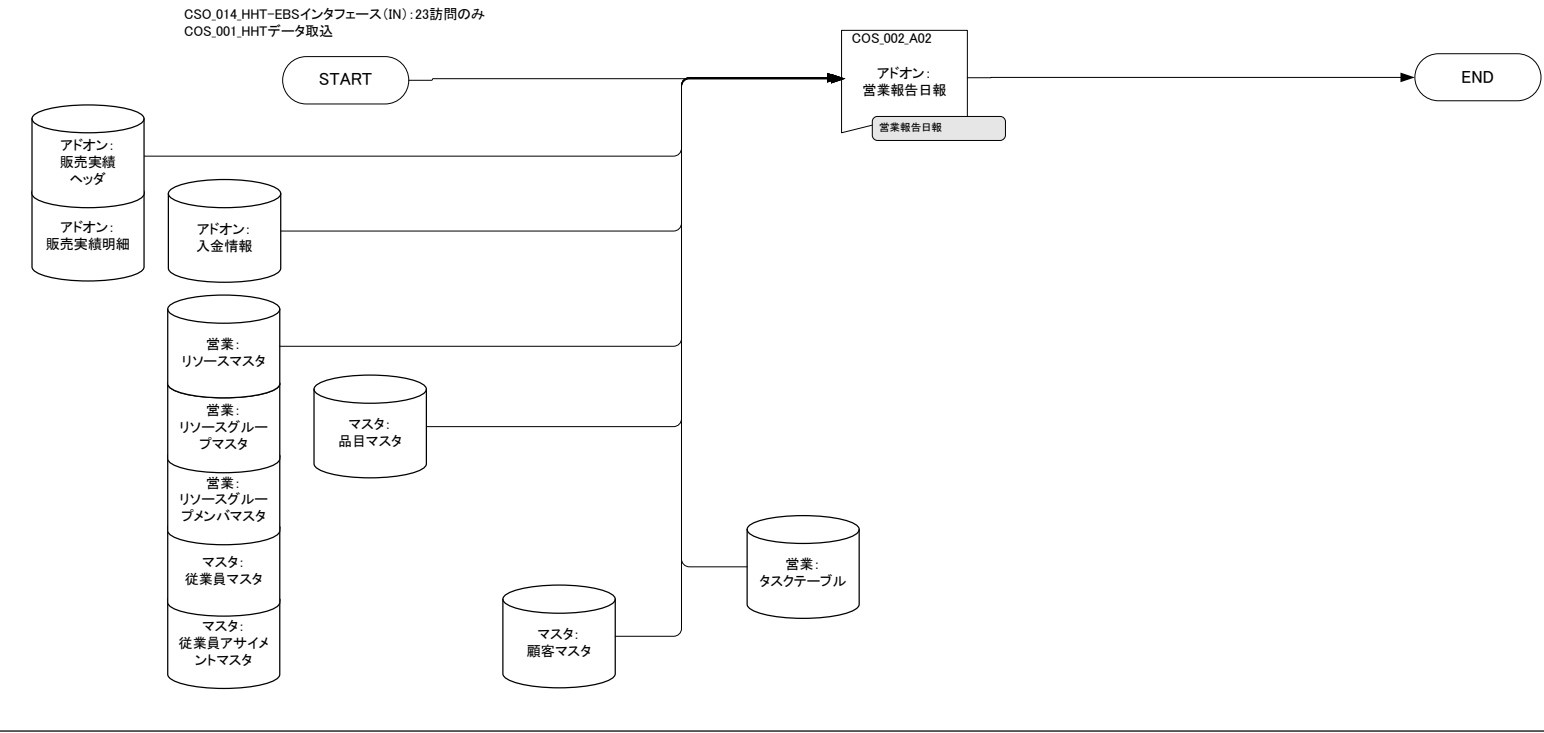 CSO_014_HHT-EBSインタフェース(IN):23訪問のみ
COS_001_HHTデータ取込
START
COS_002_A02
アドオン:
営業報告日報
営業報告日報
END
アドオン:
販売実績
ヘッダ
アドオン:
販売実績明細
アドオン:
入金情報
営業:
リソースマスタ
営業:
リソースグルー
プマスタ
営業:
リソースグルー
プメンバマスタ
マスタ:
従業員マスタ
マスタ:
従業員アサイメ
ントマスタ
マスタ:
品目マスタ
マスタ:
顧客マスタ
営業:
タスクテーブル